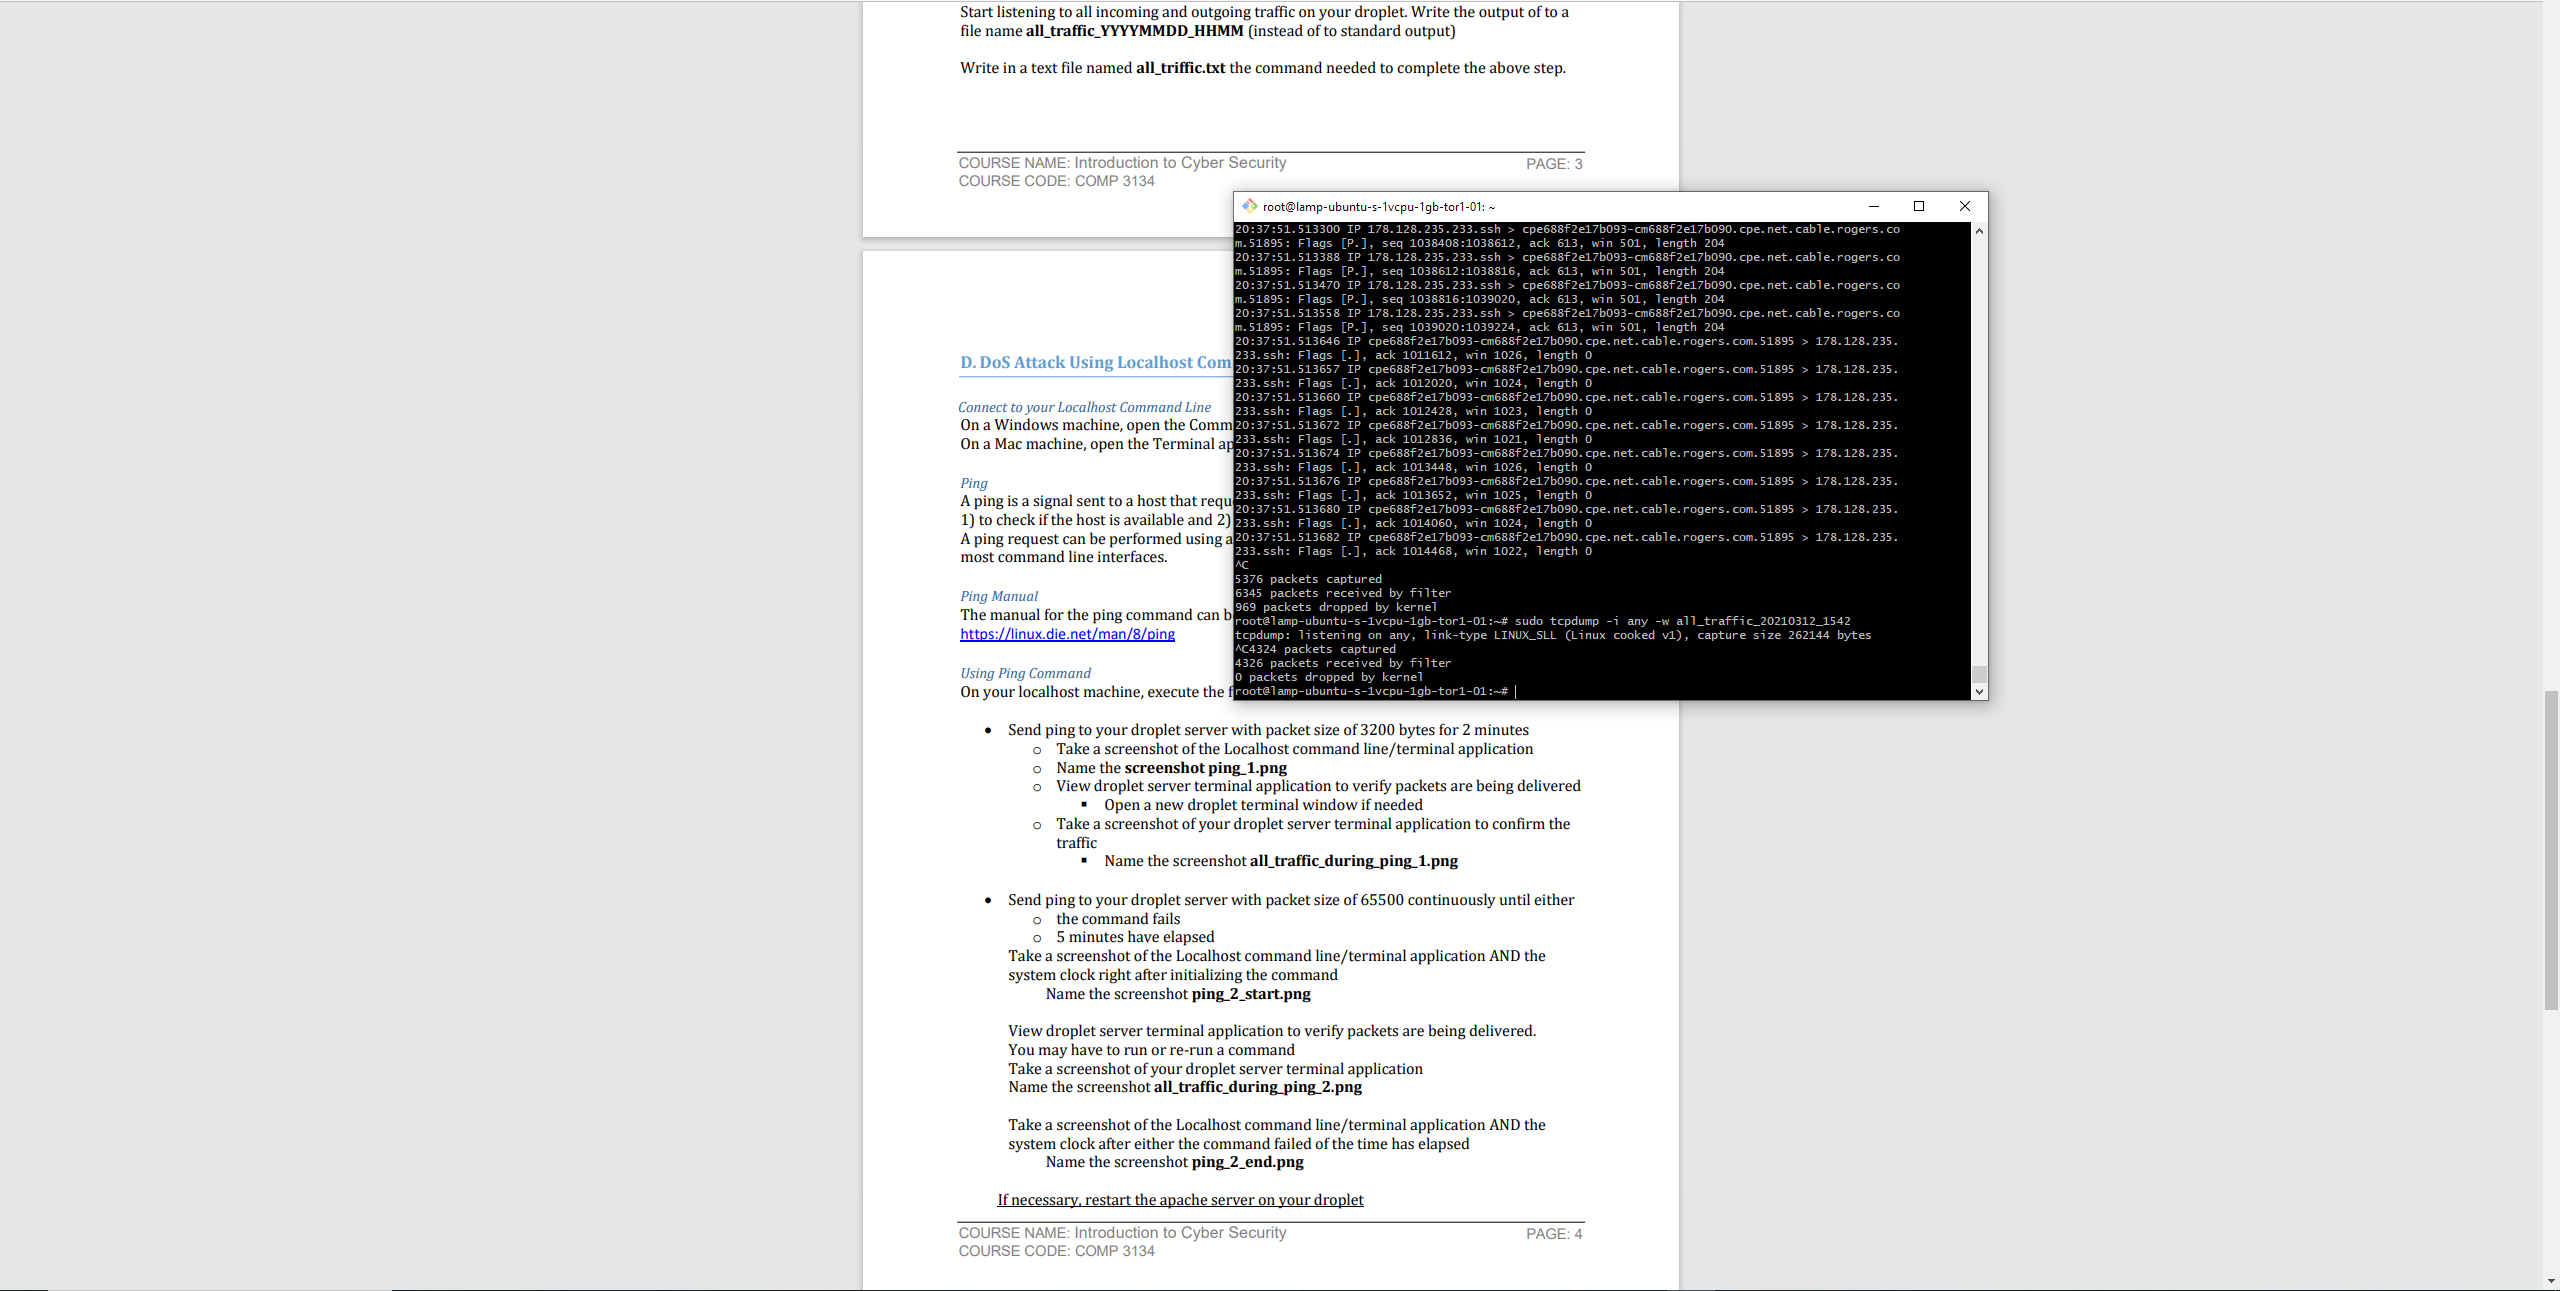 Start listening to all incoming and outgoing traffic on your droplet. Write the output of to a
file name all_traffic_YYYYMMDD_HHMM (instead of to standard output)
Write in a text file named all_triffic.txt the command needed to complete the above step.
COURSE NAME: Introduction to Cyber Security PAGE: 3
COURSE CODE: COMP 3134
D. DoS Attack Using Localhost Com
Connect to your Localhost Command Line
On a Windows machine, open the Comm
On a Mac machine, open the Terminal ap
Ping
A ping is a signal sent to a host that requ
1) to check if the host is available and 2)
A ping request can be performed using a
most command line interfaces.
Ping Manual
The manual for the ping command can b
https://linux.die.net/man/8/ping
Using Ping Command
On your localhost machine, execute the f
root@lamp-ubuntu-s-1vcpu-1gb-tor1-01: ~
20:37:51.513300 IP 178.128.235.233.ssh > cpe688f2e17b093-cm688f2e17b090.cpe.net.cable.rogers.co
m.51895: Flags [P.], seq 1038408:1038612, ack 613, win 501, length 204
20:37:51.513388 IP 178.128.235.233.ssh > cpe688f2e17b093-cm688f2e17b090.cpe.net.cable.rogers.co
m.51895: Flags [P.], seq 1038612:1038816, ack 613, win 501, length 204
20:37:51.513470 IP 178.128.235.233.ssh > cpe688f2e17b093-cm688f2e17b090.cpe.net.cable.rogers.co
m.51895: Flags [P.], seq 1038816:1039020, ack 613, win 501, length 204
20:37:51.513558 IP 178.128.235.233.ssh > cpe688f2e17b093-cm688f2e17b090.cpe.net.cable.rogers.co
m.51895: Flags [P.], seq 1039020:1039224, ack 613, win 501, length 204
20:37:51.513646 IP cpe688f2e17b093-cm688f2e17b090.cpe.net.cable.rogers.com.51895 > 178.128.235.
233.ssh: Flags [.], ack 1011612, win 1026, length 0
20:37:51.513657 IP cpe688f2e17b093-cm688f2e17b090.cpe.net.cable.rogers.com.51895 > 178.128.235.
233.ssh: Flags [.], ack 1012020, win 1024, length 0
20:37:51.513660 IP cpe688f2e17b093-cm688f2e17b090.cpe.net.cable.rogers.com.51895 > 178.128.235.
233.ssh: Flags [.], ack 1012428, win 1023, length 0
20:37:51.513672 IP cpe688f2e17b093-cm688f2e17b090.cpe.net.cable.rogers.com.51895 > 178.128.235.
233.ssh: Flags [.], ack 1012836, win 1021, length 0
20:37:51.513674 IP cpe688f2e17b093-cm688f2e17b090.cpe.net.cable.rogers.com.51895 > 178.128.235.
233.ssh: Flags [.], ack 1013448, win 1026, length 0
20:37:51.513676 IP cpe688f2e17b093-cm688f2e17b090.cpe.net.cable.rogers.com.51895 > 178.128.235.
233.ssh: Flags [.], ack 1013652, win 1025, length 0
20:37:51.513680 IP cpe688f2e17b093-cm688f2e17b090.cpe.net.cable.rogers.com.51895 > 178.128.235.
233.ssh: Flags [.], ack 1014060, win 1024, length 0
20:37:51.513682 IP cpe688f2e17b093-cm688f2e17b090.cpe.net.cable.rogers.com.51895 > 178.128.235.
233.ssh: Flags [.], ack 1014468, win 1022, length 0
^C
5376 packets captured
6345 packets received by filter
969 packets dropped by kernel
root@lamp-ubuntu-s-1vcpu-1gb-tor1-01:~# sudo tcpdump -i any -w all_traffic_20210312_1542
tcpdump: listening on any, link-type LINUX_SLL (Linux cooked v1), capture size 262144 bytes
^C4324 packets captured
4326 packets received by filter
0 packets dropped by kernel
root@lamp-ubuntu-s-1vcpu-1gb-tor1-01:~#
• Send ping to your droplet server with packet size of 3200 bytes for 2 minutes
o Take a screenshot of the Localhost command line/terminal application
o Name the screenshot ping_1.png
o View droplet server terminal application to verify packets are being delivered
▪ Open a new droplet terminal window if needed
o Take a screenshot of your droplet server terminal application to confirm the
traffic
▪ Name the screenshot all_traffic_during_ping_1.png
• Send ping to your droplet server with packet size of 65500 continuously until either
o the command fails
o 5 minutes have elapsed
Take a screenshot of the Localhost command line/terminal application AND the
system clock right after initializing the command
Name the screenshot ping_2_start.png
View droplet server terminal application to verify packets are being delivered.
You may have to run or re-run a command
Take a screenshot of your droplet server terminal application
Name the screenshot all_traffic_during_ping_2.png
Take a screenshot of the Localhost command line/terminal application AND the
system clock after either the command failed of the time has elapsed
Name the screenshot ping_2_end.png
If necessary, restart the apache server on your droplet
COURSE NAME: Introduction to Cyber Security PAGE: 4
COURSE CODE: COMP 3134